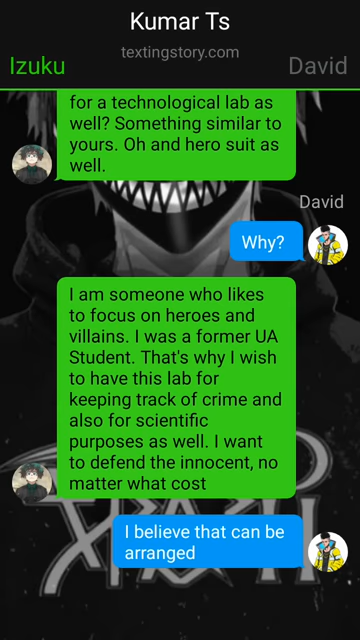 Kumar Ts
textingstory.com
Izuku
David
for a technological lab as
well? Something similar to
yours. Oh and hero suit as
well.
David
Why?
I am someone who likes
to focus on heroes and
villains. I was a former UA
Student. That's why I wish
to have this lab for
keeping track of crime and
also for scientific
purposes as well. I want
to defend the innocent, no
matter what cost
I believe that can be
arranged